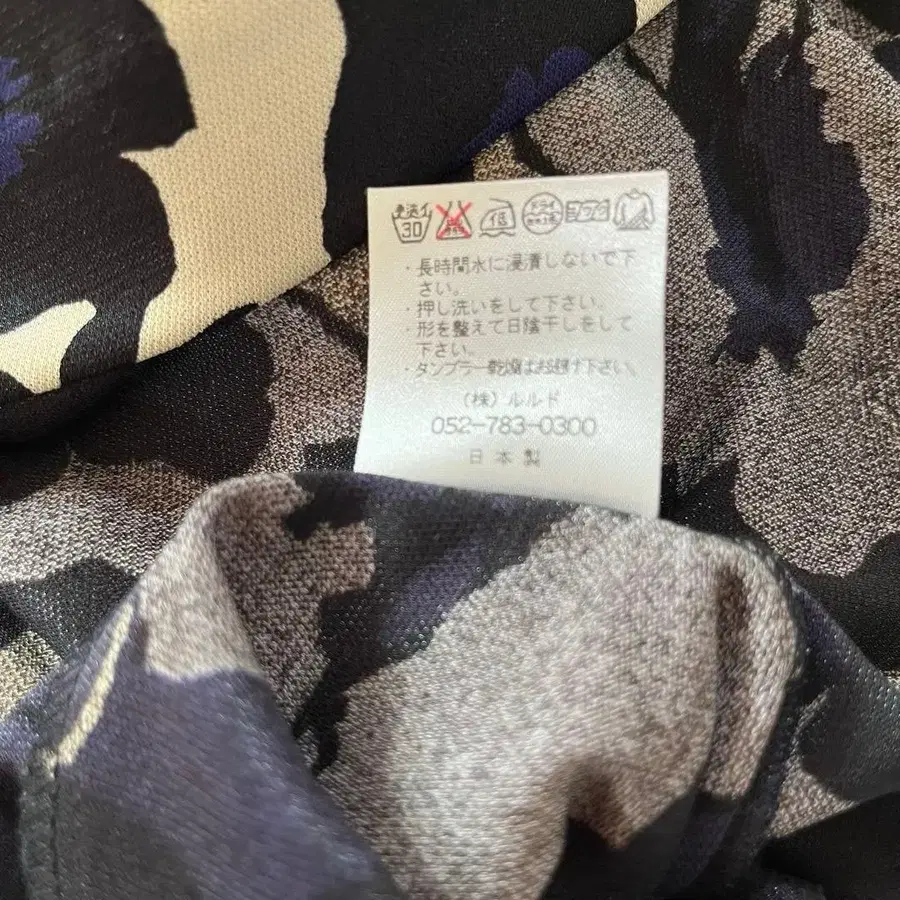 手洗イ 30 低 ドライ
・長時間水に浸漬しないで下
さい。
・押し洗いをして下さい。
・形を整えて日陰干しをして
下さい。
・タンブラー乾燥はお避け下さい。
(株)ルルド
052-783-0300
日本製